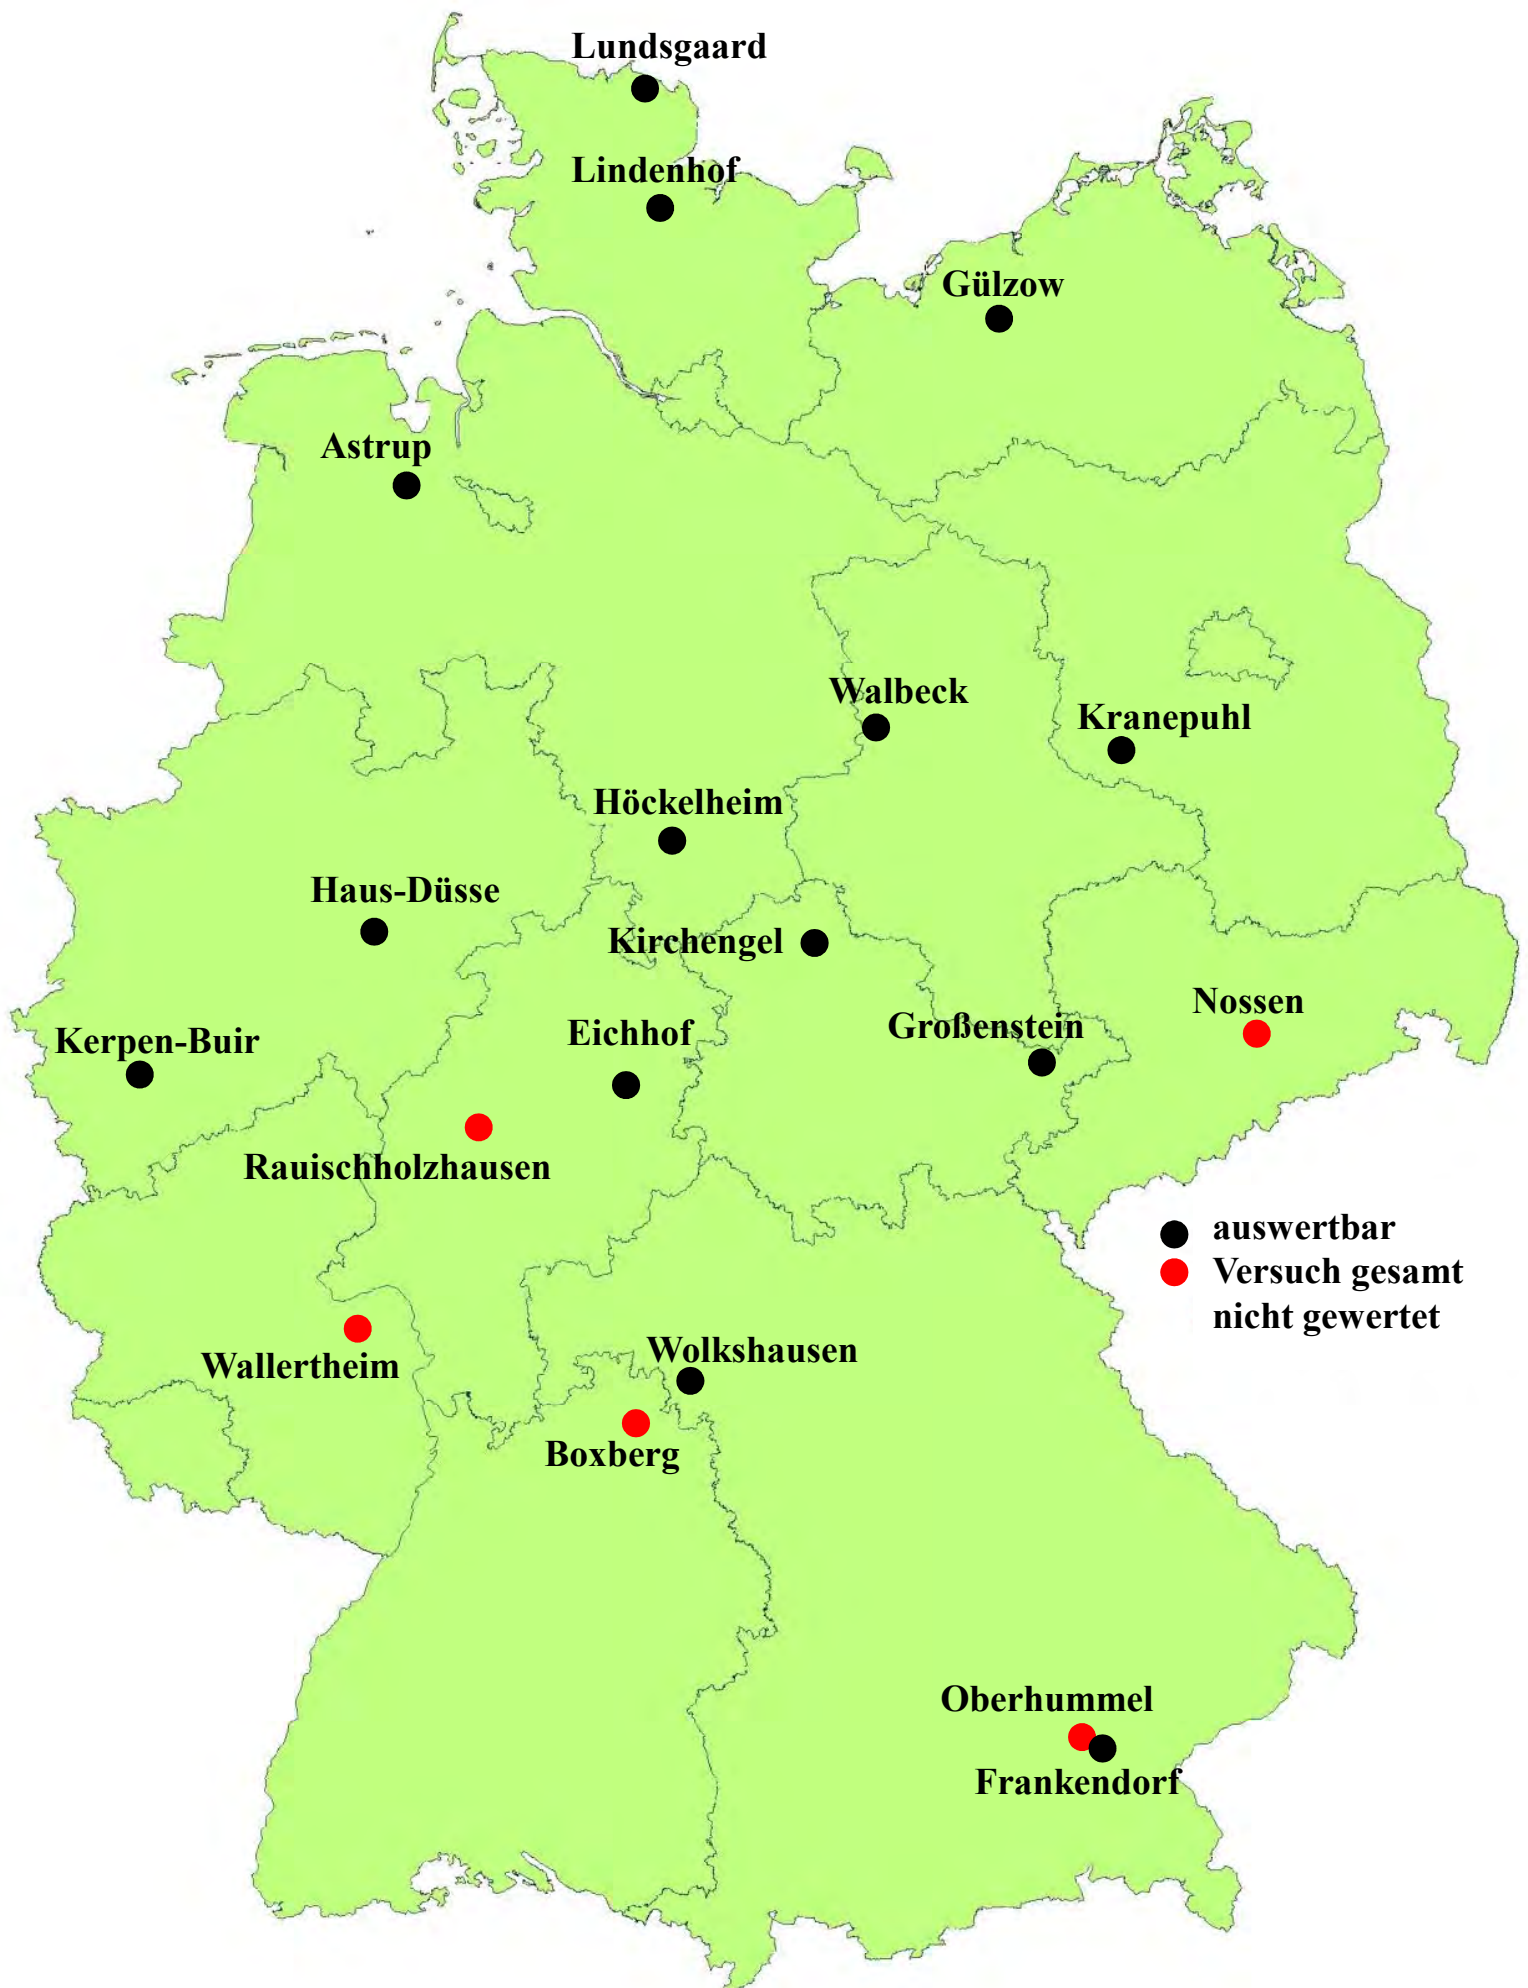 Lundsgaard
Lindenhof
Gülzow
Astrup
Walbeck
Kranepuhl
Höckelheim
Haus-Düsse
Kirchengel
Nossen
Großenstein
Eichhof
Kerpen-Buir
Rauischholzhausen
auswertbar
Versuch gesamt
nicht gewertet
Wolkshausen
Wallertheim
Boxberg
Oberhummel
Frankendorf